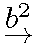 b²
→